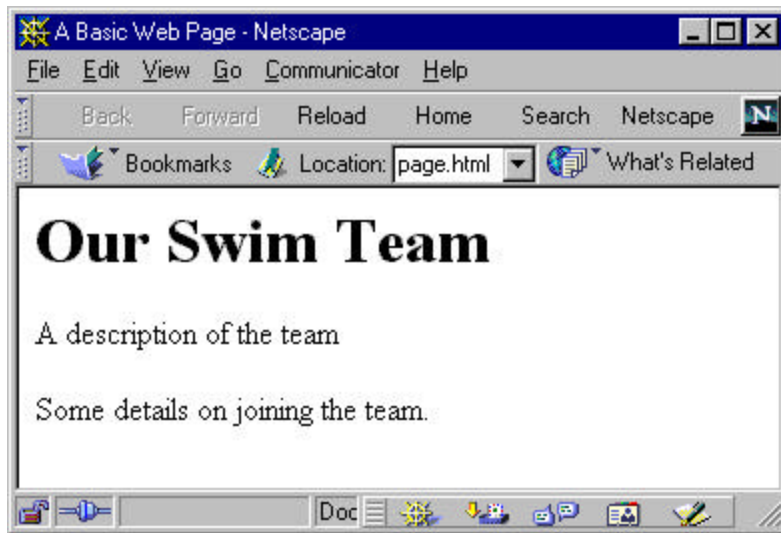 A Basic Web Page - Netscape
File Edit View Go Communicator Help
Back Forward Reload Home Search Netscape N
Bookmarks Location: page.html What's Related
Our Swim Team
A description of the team
Some details on joining the team.
Doc